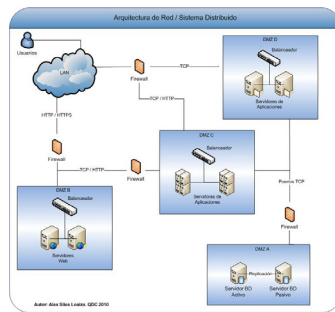 Arquitectura de Red / Sistema Distribuido
Usuarios
LAN
Firewall
TCP
DMZ D
Balanceador
Servidores de
Aplicaciones
HTTP / HTTPS
TCP / HTTP
Firewall
TCP / HTTP
Firewall
DMZ C
Balanceador
Servidores de
Aplicaciones
Puertos TCP
Firewall
DMZ B
Balanceador
Servidores
Web
DMZ A
Replicación
Servidor BD
Activo
Servidor BD
Pasivo
Autor: Alex Siles Loaiza. QDC 2010